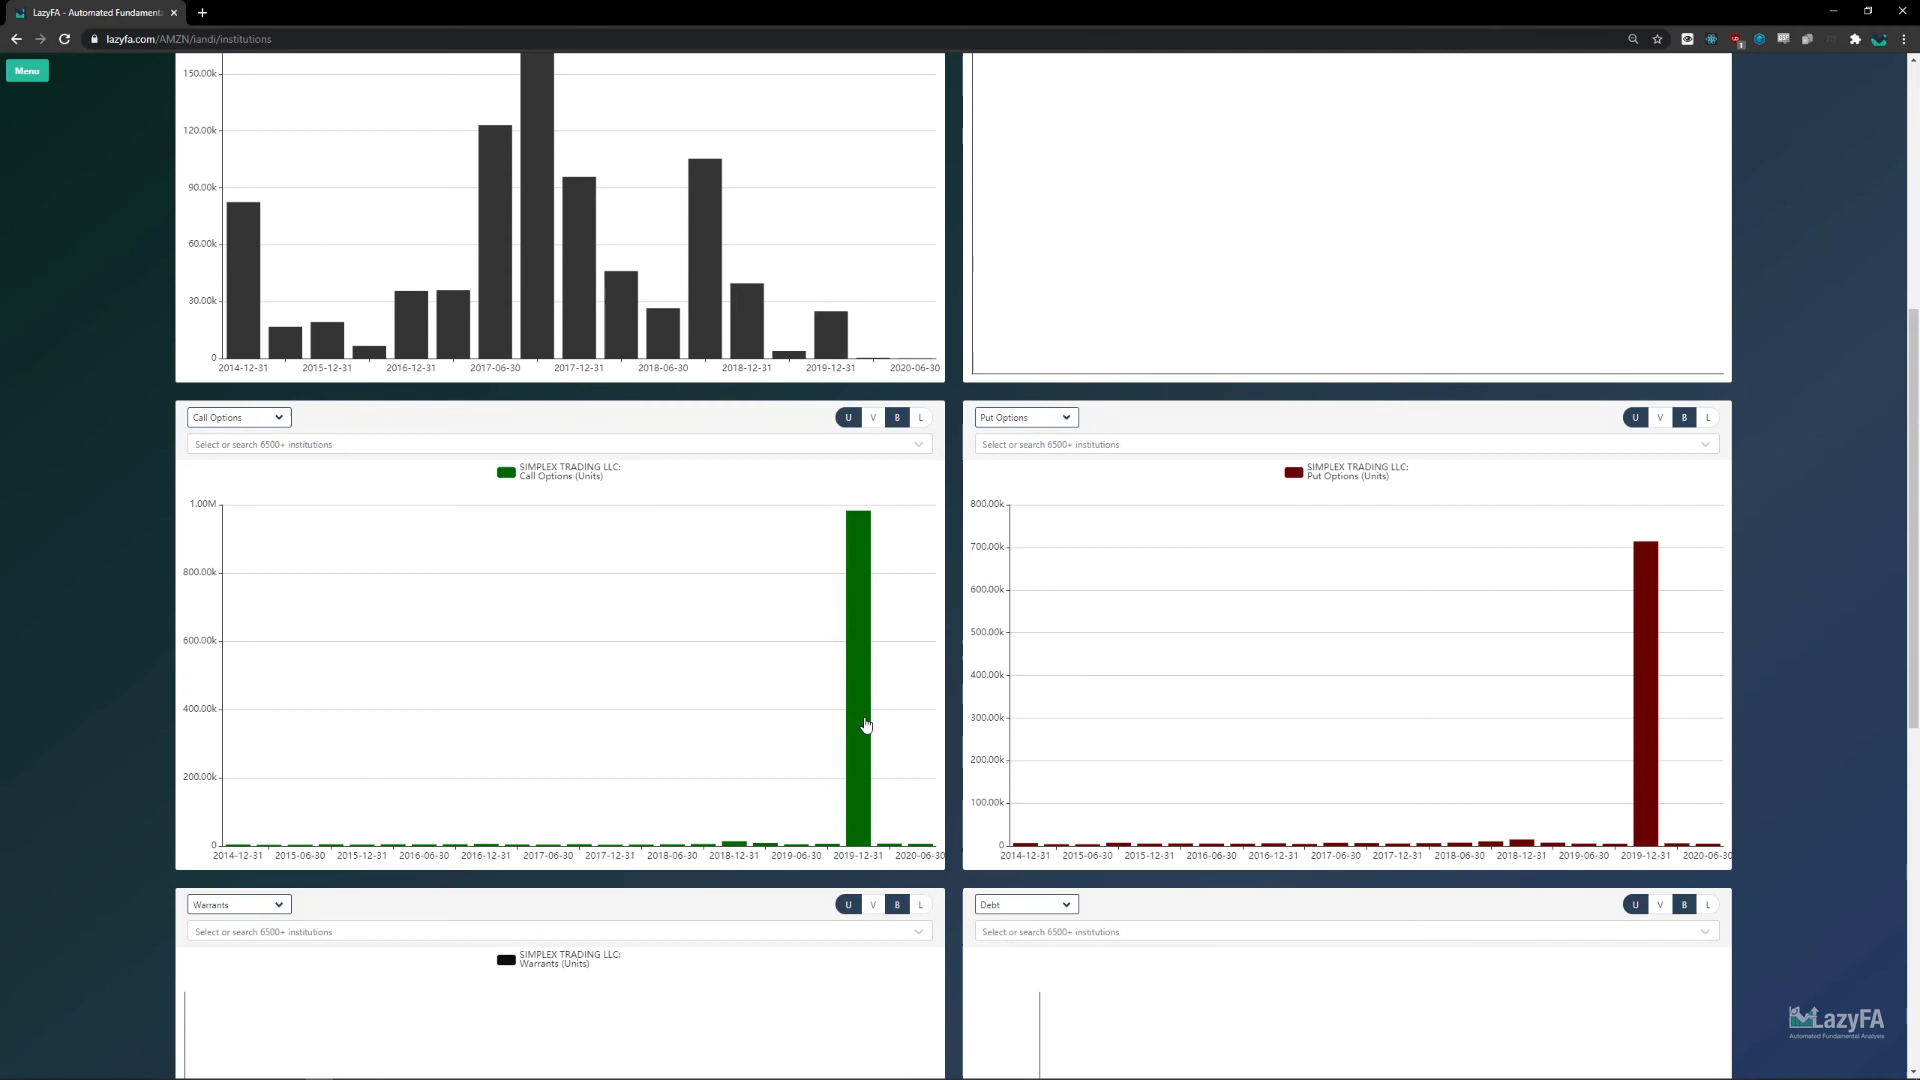 LazyFA - Automated Fundament
lazyfa.com/AMZN/iandi/institutions
Menu
150.00k
120.00k
90.00k
60.00k
30.00k
0
2014-12-31
2015-12-31
2016-12-31
2017-06-30
2017-12-31
2018-06-30
2018-12-31
2019-12-31
2020-06-30
Call Options
U
V
B
L
Select or search 6500+ institutions
SIMPLEX TRADING LLC:
Call Options (Units)
1.00M
800.00k
600.00k
400.00k
200.00k
0
2014-12-31
2015-06-30
2015-12-31
2016-06-30
2016-12-31
2017-06-30
2017-12-31
2018-06-30
2018-12-31
2019-06-30
2019-12-31
2020-06-30
Put Options
U
V
B
L
Select or search 6500+ institutions
SIMPLEX TRADING LLC:
Put Options (Units)
800.00k
700.00k
600.00k
500.00k
400.00k
300.00k
200.00k
100.00k
0
2014-12-31
2015-06-30
2015-12-31
2016-06-30
2016-12-31
2017-06-30
2017-12-31
2018-06-30
2018-12-31
2019-06-30
2019-12-31
2020-06-30
Warrants
U
V
B
L
Select or search 6500+ institutions
SIMPLEX TRADING LLC:
Warrants (Units)
Debt
U
V
B
L
Select or search 6500+ institutions
LazyFA
Automated Fundamental Analysis